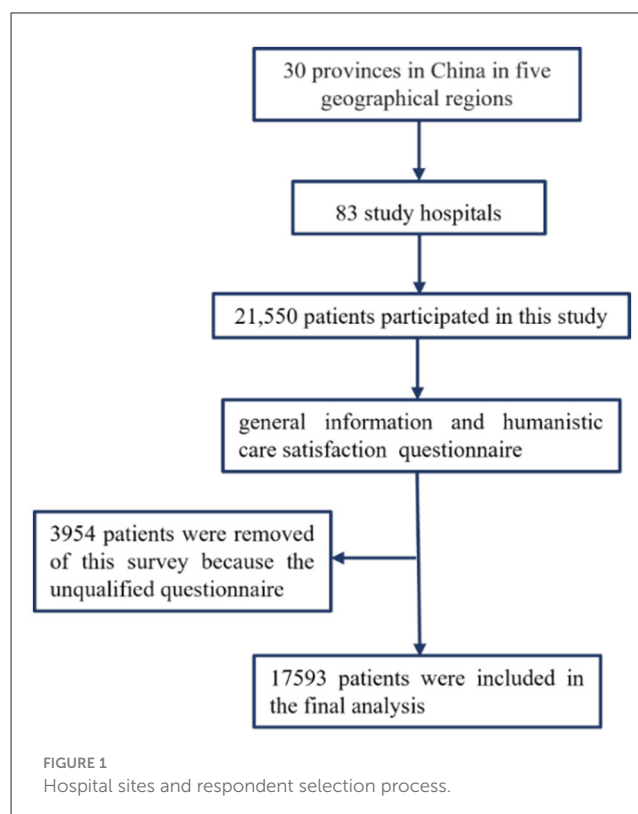 30 provinces in China in five
geographical regions
83 study hospitals
21,550 patients participated in this study
general information and humanistic
care satisfaction questionnaire
3954 patients were removed
of this survey because the
unqualified questionnaire
17593 patients were included in
the final analysis
FIGURE 1
Hospital sites and respondent selection process.